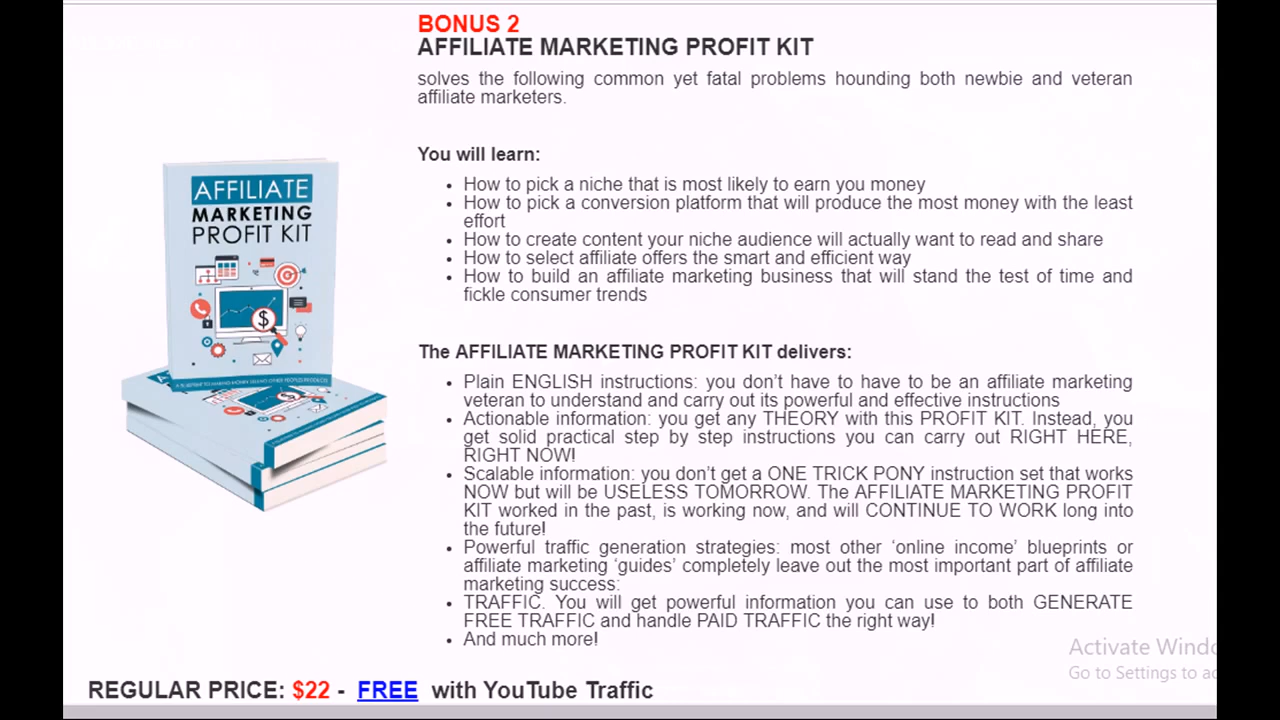 BONUS 2
AFFILIATE MARKETING PROFIT KIT
solves the following common yet fatal problems hounding both newbie and veteran
affiliate marketers.
You will learn:
• How to pick a niche that is most likely to earn you money
• How to pick a conversion platform that will produce the most money with the least
effort
• How to create content your niche audience will actually want to read and share
• How to select affiliate offers the smart and efficient way
• How to build an affiliate marketing business that will stand the test of time and
fickle consumer trends
AFFILIATE
MARKETING
PROFIT KIT
$
The AFFILIATE MARKETING PROFIT KIT delivers:
• Plain ENGLISH instructions: you don’t have to have to be an affiliate marketing
veteran to understand and carry out its powerful and effective instructions
• Actionable information: you get any THEORY with this PROFIT KIT. Instead, you
get solid practical step by step instructions you can carry out RIGHT HERE,
RIGHT NOW!
• Scalable information: you don’t get a ONE TRICK PONY instruction set that works
NOW but will be USELESS TOMORROW. The AFFILIATE MARKETING PROFIT
KIT worked in the past, is working now, and will CONTINUE TO WORK long into
the future!
• Powerful traffic generation strategies: most other ‘online income’ blueprints or
affiliate marketing ‘guides’ completely leave out the most important part of affiliate
marketing success:
• TRAFFIC. You will get powerful information you can use to both GENERATE
FREE TRAFFIC and handle PAID TRAFFIC the right way!
• And much more!
Activate Windo
Go to Settings to ac
REGULAR PRICE: $22 - FREE with YouTube Traffic